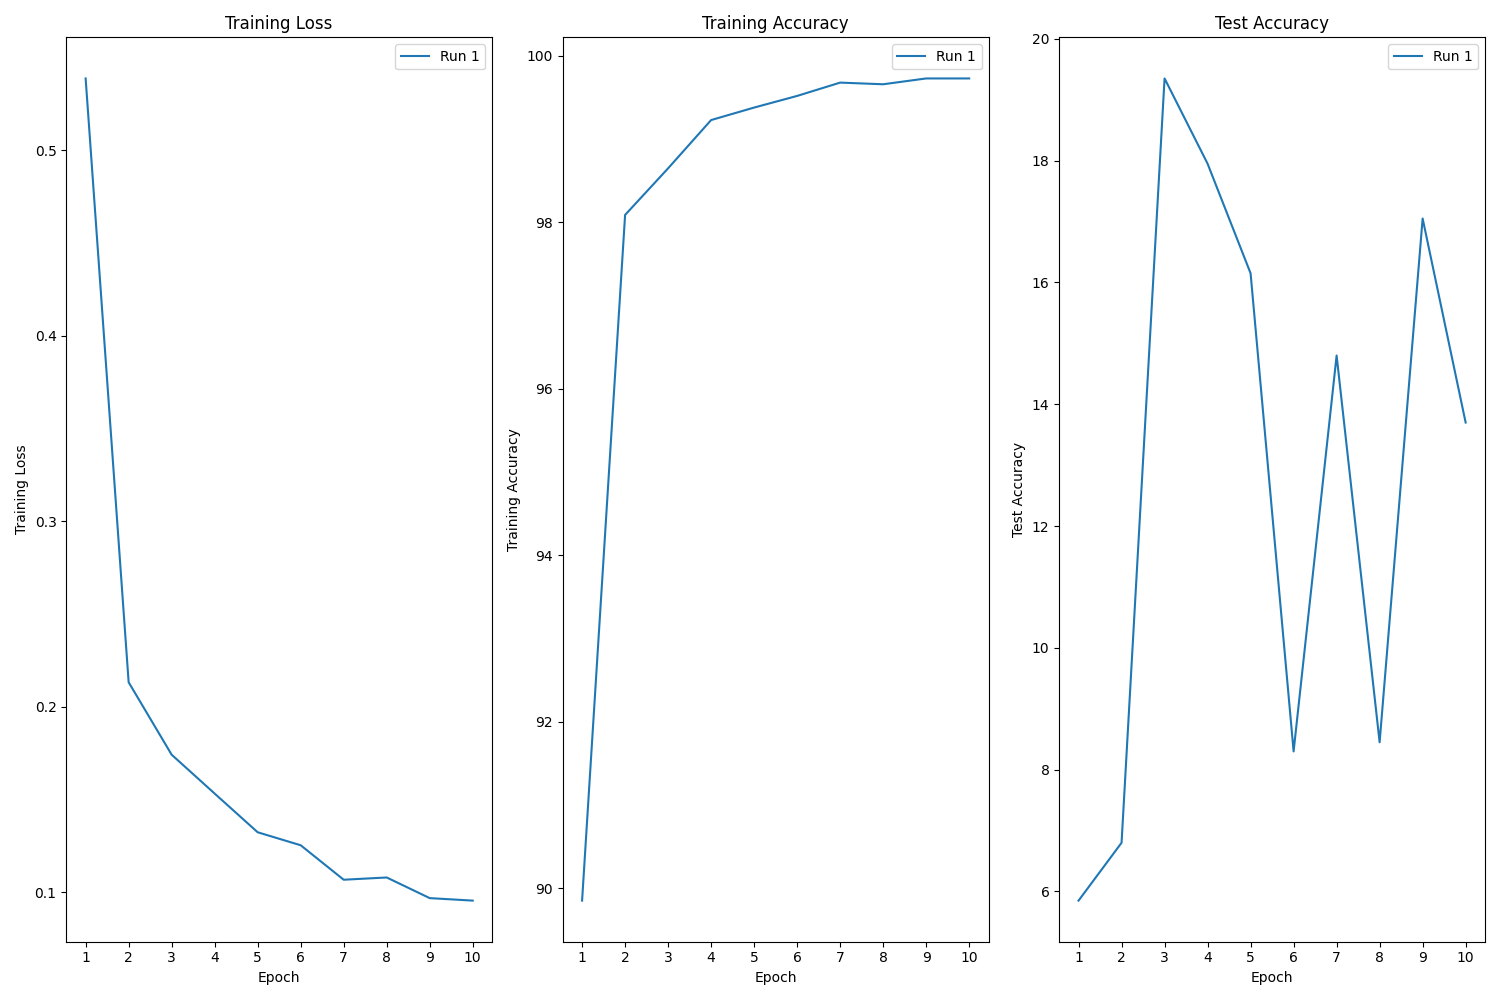 Training Loss
Run 1
0.5
0.4
0.3
0.2
0.1
Training Loss
1 2 3 4 5 6 7 8 9 10
Epoch
Training Accuracy
Run 1
100
98
96
94
92
90
Training Accuracy
1 2 3 4 5 6 7 8 9 10
Epoch
Test Accuracy
Run 1
20
18
16
14
12
10
8
6
Test Accuracy
1 2 3 4 5 6 7 8 9 10
Epoch